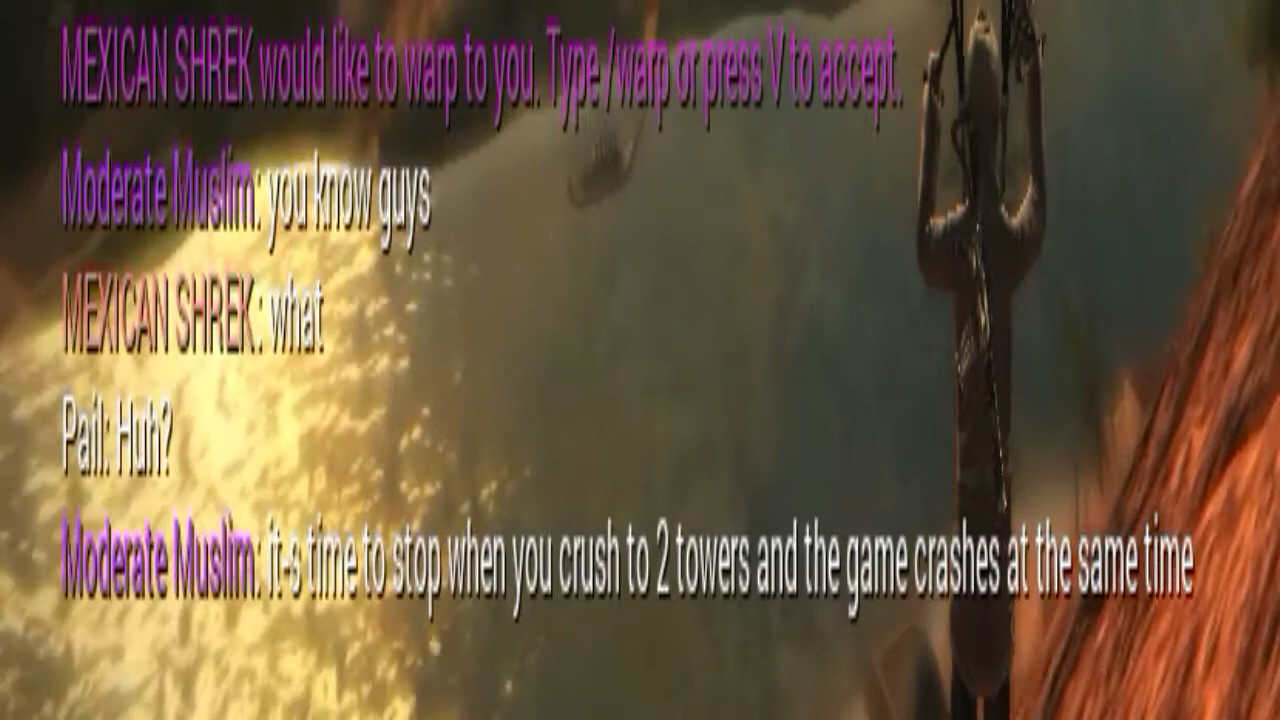 MEXICAN SHREK would like to warp to you. Type /warp or press V to accept.
Moderate Muslim: you know guys
MEXICAN SHREK: what
Pail: Huh?
Moderate Muslim: it-s time to stop when you crush to 2 towers and the game crashes at the same time